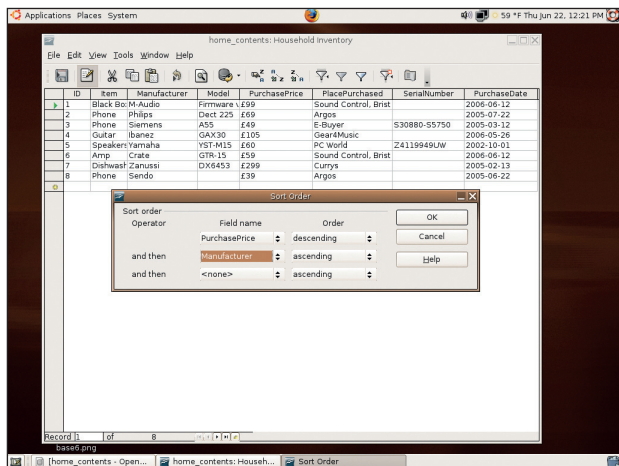 Applications Places System 59 °F Thu Jun 22, 12:21 PM
home_contents: Household Inventory
File Edit View Tools Window Help
ID Item Manufacturer Model PurchasePrice PlacePurchased SerialNumber PurchaseDate
1 Black Bo: M-Audio Firmware £99 Sound Control, Brist 2006-06-12
2 Phone Philips Dect 225 £69 Argos 2005-07-22
3 Phone Siemens A55 £49 E-Buyer S30880-S5750 2005-03-12
4 Guitar Ibanez GAX30 £105 Gear4Music 2006-05-26
5 Speakers Yamaha YST-M15 £60 PC World Z4119949UW 2002-10-01
6 Amp Crate GTR-15 £59 Sound Control, Brist 2006-06-12
7 Dishwash Zanussi DX6453 £299 Currys 2005-02-13
8 Phone Sendo £39 Argos 2005-06-22
Sort Order
Sort order
Operator Field name Order
PurchasePrice descending
and then Manufacturer ascending
and then <none> ascending
OK
Cancel
Help
Record 1 of 8
base6.png
[home_contents - Open... home_contents: Househ... Sort Order